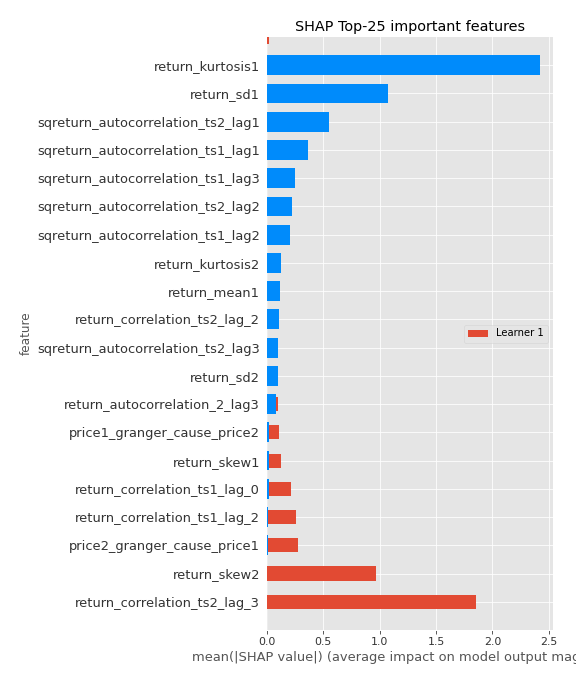 SHAP Top-25 important features
return_kurtosis1
return_sd1
sqreturn_autocorrelation_ts2_lag1
sqreturn_autocorrelation_ts1_lag1
sqreturn_autocorrelation_ts1_lag3
sqreturn_autocorrelation_ts2_lag2
sqreturn_autocorrelation_ts1_lag2
return_kurtosis2
return_mean1
return_correlation_ts2_lag_2
sqreturn_autocorrelation_ts2_lag3
return_sd2
return_autocorrelation_2_lag3
price1_granger_cause_price2
return_skew1
return_correlation_ts1_lag_0
return_correlation_ts1_lag_2
price2_granger_cause_price1
return_skew2
return_correlation_ts2_lag_3
feature
Learner 1
0.0 0.5 1.0 1.5 2.0 2.5
mean(|SHAP value|) (average impact on model output mag